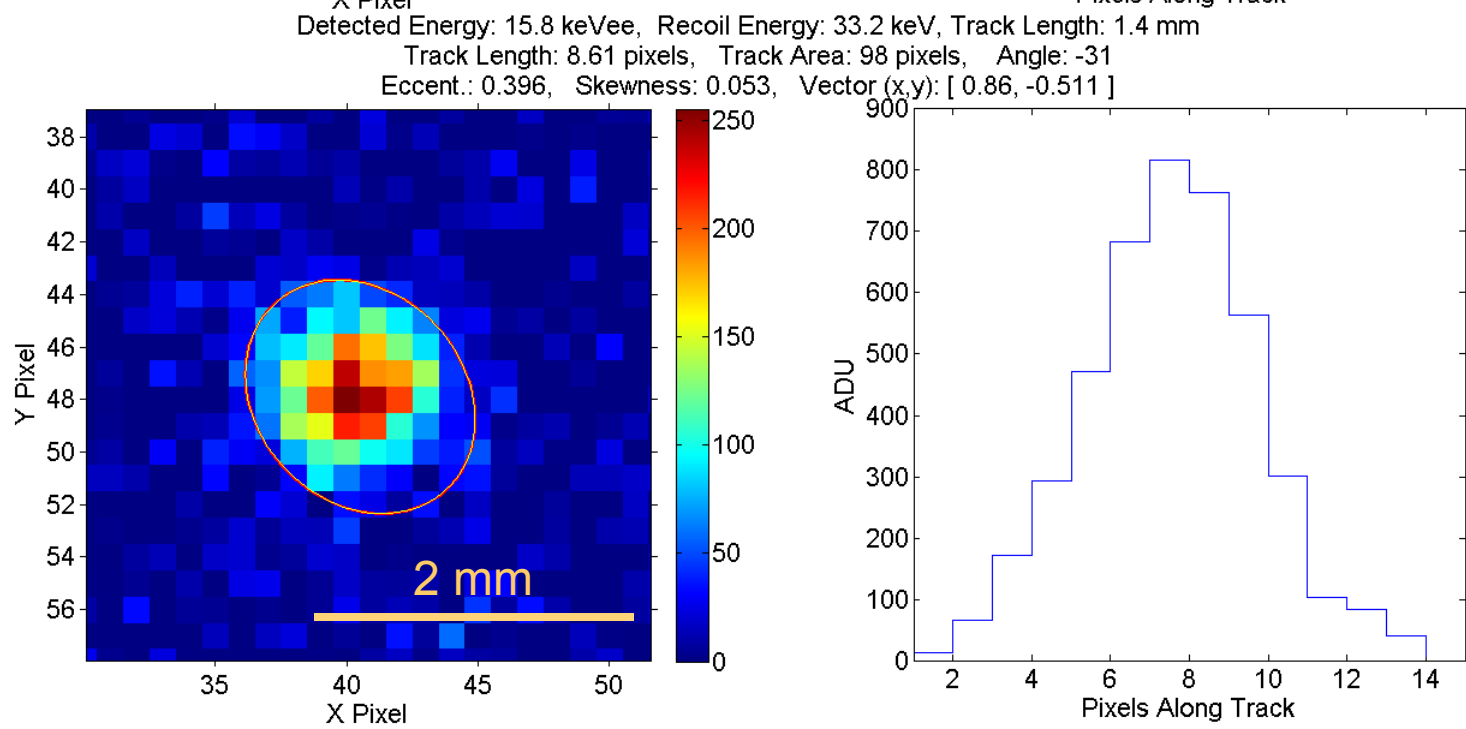 X Pixel
Pixels Along Track
Detected Energy: 15.8 keVee, Recoil Energy: 33.2 keV, Track Length: 1.4 mm
Track Length: 8.61 pixels, Track Area: 98 pixels, Angle: -31
Eccent.: 0.396, Skewness: 0.053, Vector (x,y): [ 0.86, -0.511 ]
38
40
42
44
46
48
50
52
54
56
Y Pixel
2 mm
35 40 45 50
X Pixel
250
200
150
100
50
0
900
800
700
600
500
400
300
200
100
0
ADU
2 4 6 8 10 12 14
Pixels Along Track